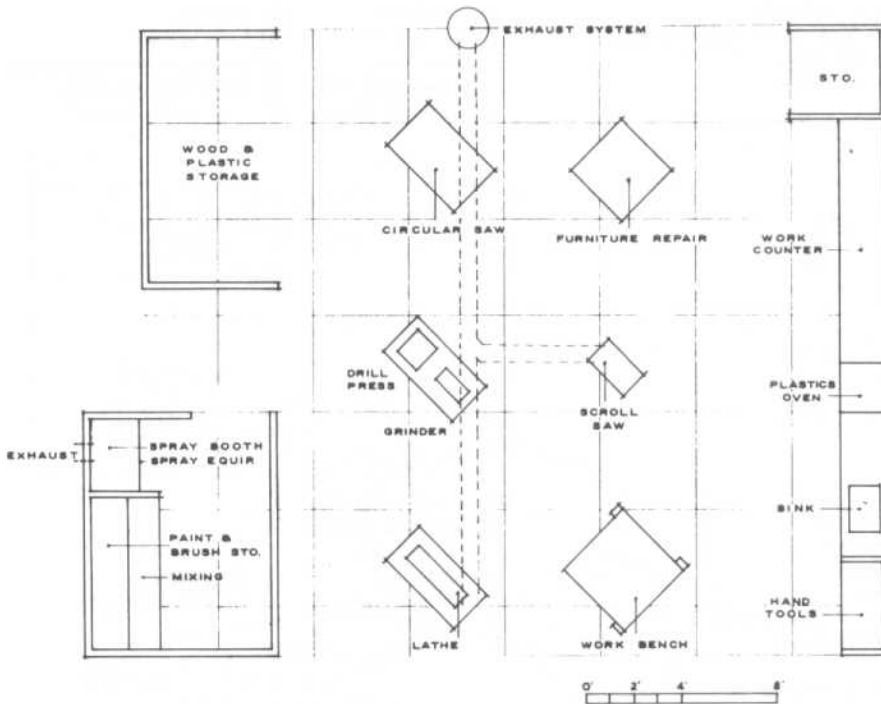 EXHAUST SYSTEM
STO.
WOOD &
PLASTIC
STORAGE
CIRCULAR SAW
FURNITURE REPAIR
WORK
COUNTER
DRILL
PRESS
GRINDER
SCROLL
SAW
PLASTICS
OVEN
EXHAUST
SPRAY BOOTH
SPRAY EQUIP
SINK
PAINT &
BRUSH STO.
MIXING
HAND
TOOLS
LATHE
WORK BENCH
0' 2' 4' 8'